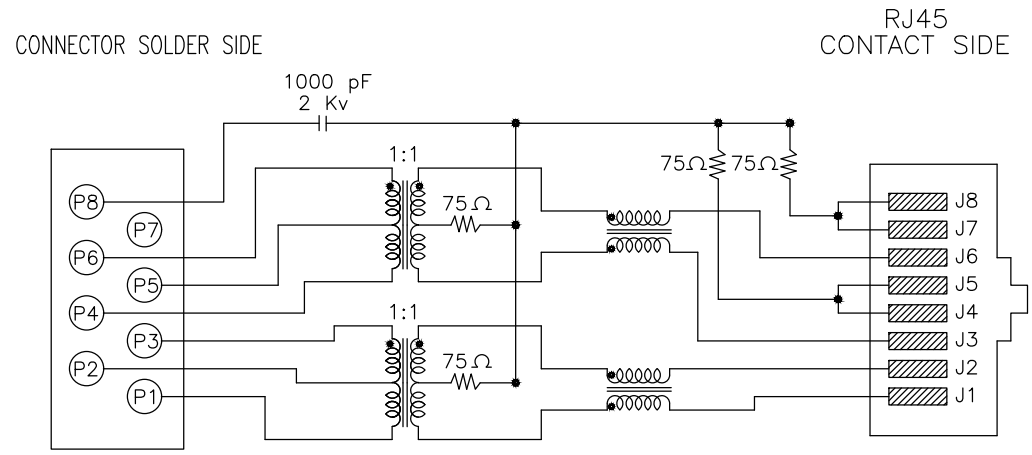 RJ45
CONNECTOR SOLDER SIDE
CONTACT SIDE
1000 pF
2 Kv
1:1
75Ω
75Ω
75Ω
P8
P7
P6
P5
P4
P3
P2
P1
1:1
75Ω
J8
J7
J6
J5
J4
J3
J2
J1